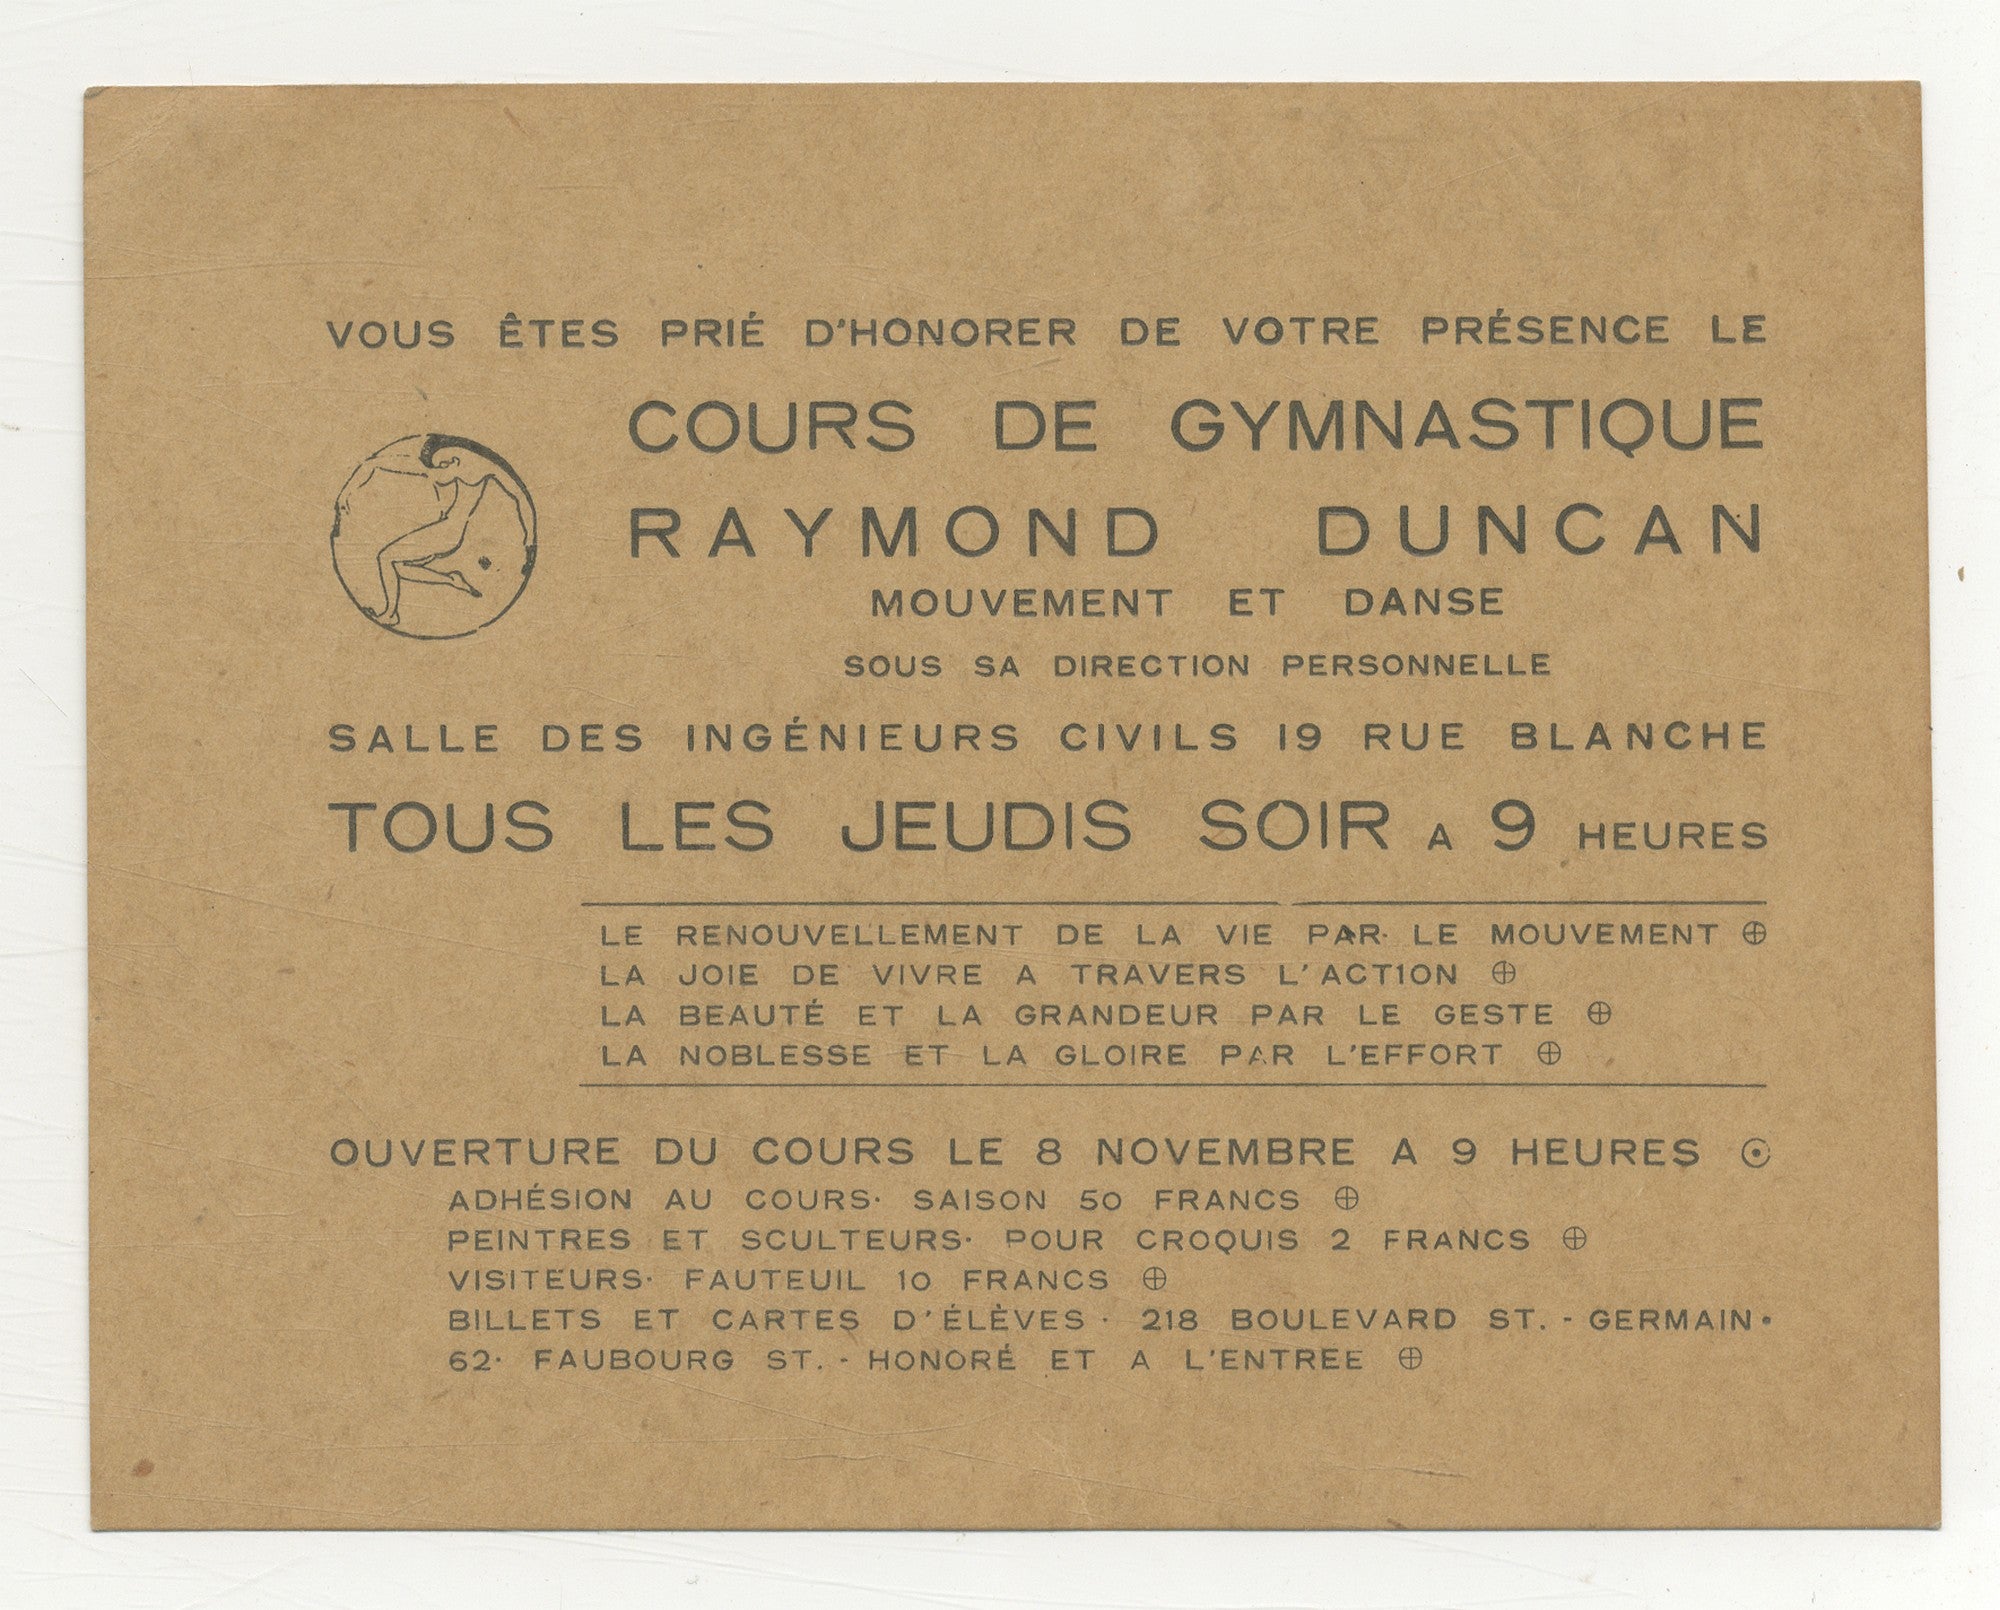 VOUS ÊTES PRIÉ D'HONORER DE VOTRE PRÉSENCE LE
COURS DE GYMNASTIQUE
RAYMOND DUNCAN
MOUVEMENT ET DANSE
SOUS SA DIRECTION PERSONNELLE
SALLE DES INGÉNIEURS CIVILS 19 RUE BLANCHE
TOUS LES JEUDIS SOIR A 9 HEURES
LE RENOUVELLEMENT DE LA VIE PAR· LE MOUVEMENT ⊕
LA JOIE DE VIVRE A TRAVERS L'ACTION ⊕
LA BEAUTÉ ET LA GRANDEUR PAR LE GESTE ⊕
LA NOBLESSE ET LA GLOIRE PAR L'EFFORT ⊕
OUVERTURE DU COURS LE 8 NOVEMBRE A 9 HEURES ⊙
ADHÉSION AU COURS· SAISON 50 FRANCS ⊕
PEINTRES ET SCULTEURS· POUR CROQUIS 2 FRANCS ⊕
VISITEURS· FAUTEUIL 10 FRANCS ⊕
BILLETS ET CARTES D'ÉLÈVES · 218 BOULEVARD ST. - GERMAIN·
62· FAUBOURG ST. - HONORÉ ET A L'ENTREE ⊕